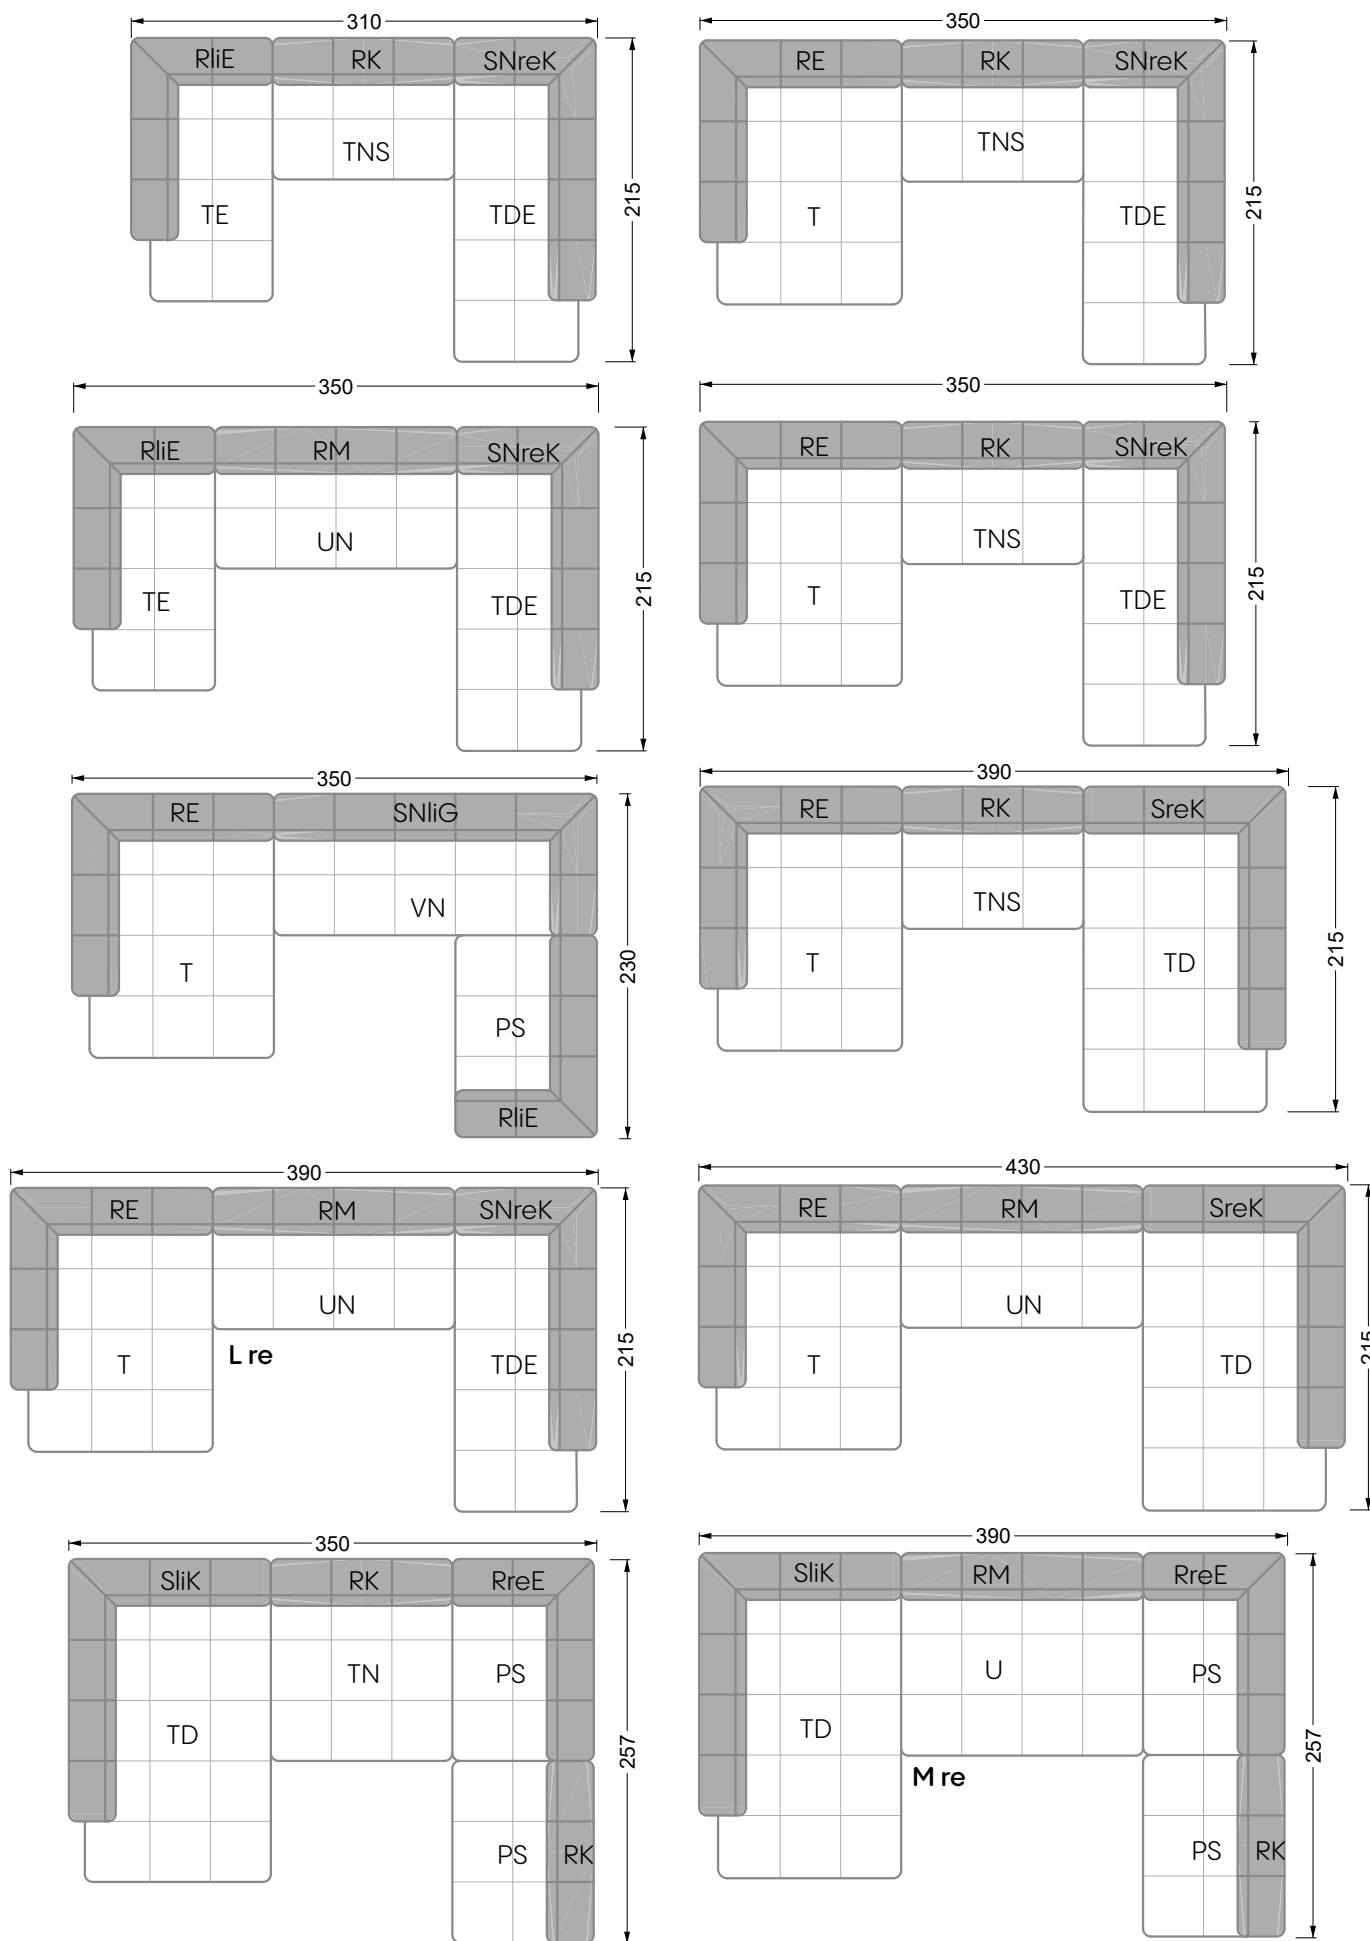 310
RliE RK SNreK
TNS
TE TDE
215
350
RE RK SNreK
TNS
T TDE
215
350
RliE RM SNreK
UN
TE TDE
215
350
RE RK SNreK
TNS
T TDE
215
350
RE SNliG
VN
T
PS
RliE
230
390
RE RK SreK
TNS
T TD
215
390
RE RM SNreK
UN
L re
T TDE
215
430
RE RM SreK
UN
T TD
215
350
SliK RK RreE
TN PS
TD
PS RK
257
390
SliK RM RreE
U PS
TD
M re
PS RK
257